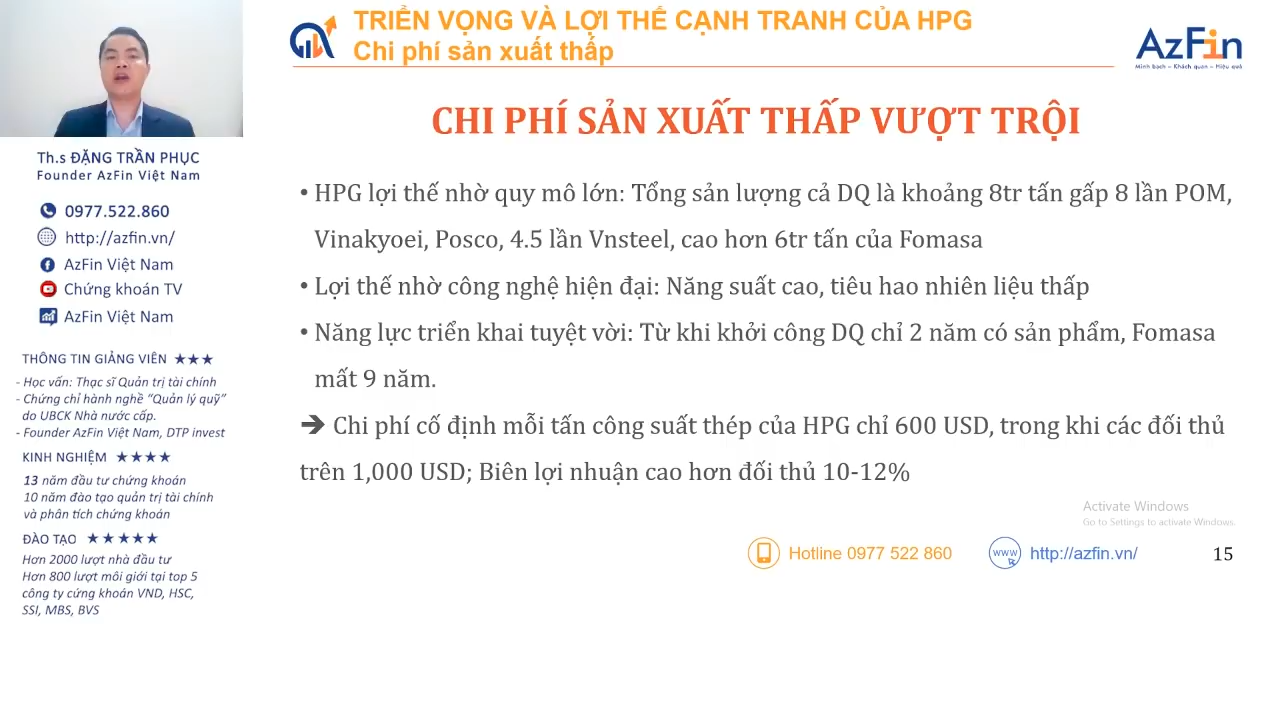 TRIỂN VỌNG VÀ LỢI THẾ CẠNH TRANH CỦA HPG
Chi phí sản xuất thấp
AzFin
Minh bạch – Khách quan – Hiệu quả
CHI PHÍ SẢN XUẤT THẤP VƯỢT TRỘI
• HPG lợi thế nhờ quy mô lớn: Tổng sản lượng cả DQ là khoảng 8tr tấn gấp 8 lần POM,
Vinakyoei, Posco, 4.5 lần Vnsteel, cao hơn 6tr tấn của Fomasa
• Lợi thế nhờ công nghệ hiện đại: Năng suất cao, tiêu hao nhiên liệu thấp
• Năng lực triển khai tuyệt vời: Từ khi khởi công DQ chỉ 2 năm có sản phẩm, Fomasa
mất 9 năm.
➔ Chi phí cố định mỗi tấn công suất thép của HPG chỉ 600 USD, trong khi các đối thủ
trên 1,000 USD; Biên lợi nhuận cao hơn đối thủ 10-12%
Activate Windows
Go to Settings to activate Windows.
Hotline 0977 522 860
www
http://azfin.vn/
15
Th.s ĐẶNG TRẦN PHỤC
Founder AzFin Việt Nam
0977.522.860
http://azfin.vn/
AzFin Việt Nam
Chứng khoán TV
AzFin Việt Nam
THÔNG TIN GIẢNG VIÊN ★★★
- Học vấn: Thạc sĩ Quản trị tài chính
- Chứng chỉ hành nghề “Quản lý quỹ”
do UBCK Nhà nước cấp.
- Founder AzFin Việt Nam, DTP invest
KINH NGHIỆM ★★★★
13 năm đầu tư chứng khoán
10 năm đào tạo quản trị tài chính
và phân tích chứng khoán
ĐÀO TẠO ★★★★★
Hơn 2000 lượt nhà đầu tư
Hơn 800 lượt môi giới tại top 5
công ty cứng khoán VND, HSC,
SSI, MBS, BVS